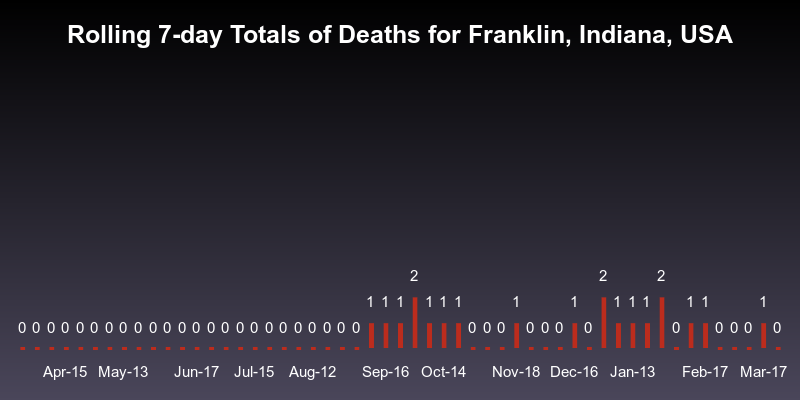 Rolling 7-day Totals of Deaths for Franklin, Indiana, USA
2 2 2
1 1 1 1 1 1 1 1 1 1 1 1 1 1
0 0 0 0 0 0 0 0 0 0 0 0 0 0 0 0 0 0 0 0 0 0 0 0 0 0 0 0 0 0 0 0 0 0 0 0
Apr-15 May-13 Jun-17 Jul-15 Aug-12 Sep-16 Oct-14 Nov-18 Dec-16 Jan-13 Feb-17 Mar-17